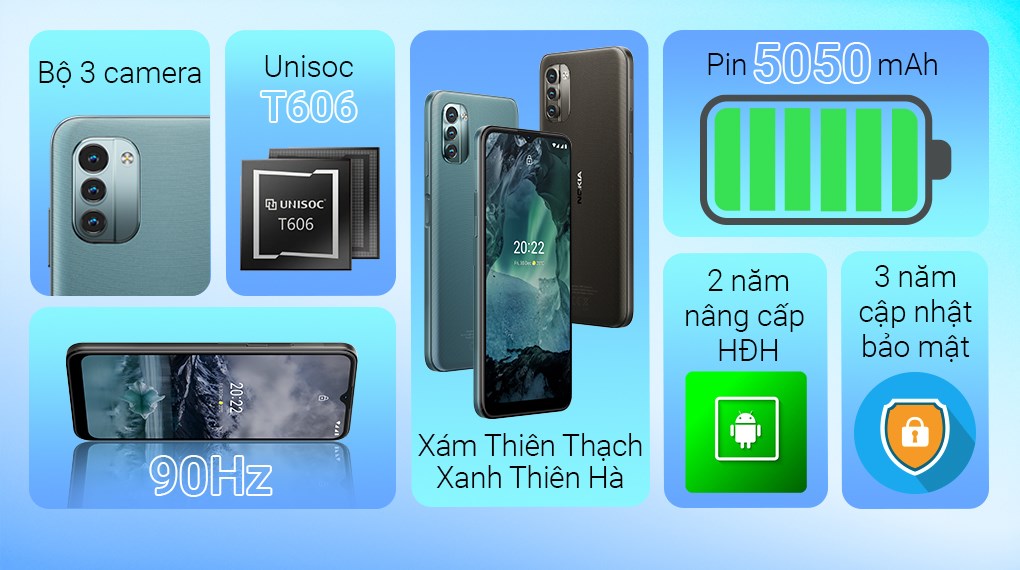 Bộ 3 camera
Unisoc
T606
UNISOC
T606
NOKIA
20:22
Xám Thiên Thạch
Xanh Thiên Hà
Pin 5050 mAh
20:22
90Hz
2 năm
nâng cấp
HĐH
3 năm
cập nhật
bảo mật